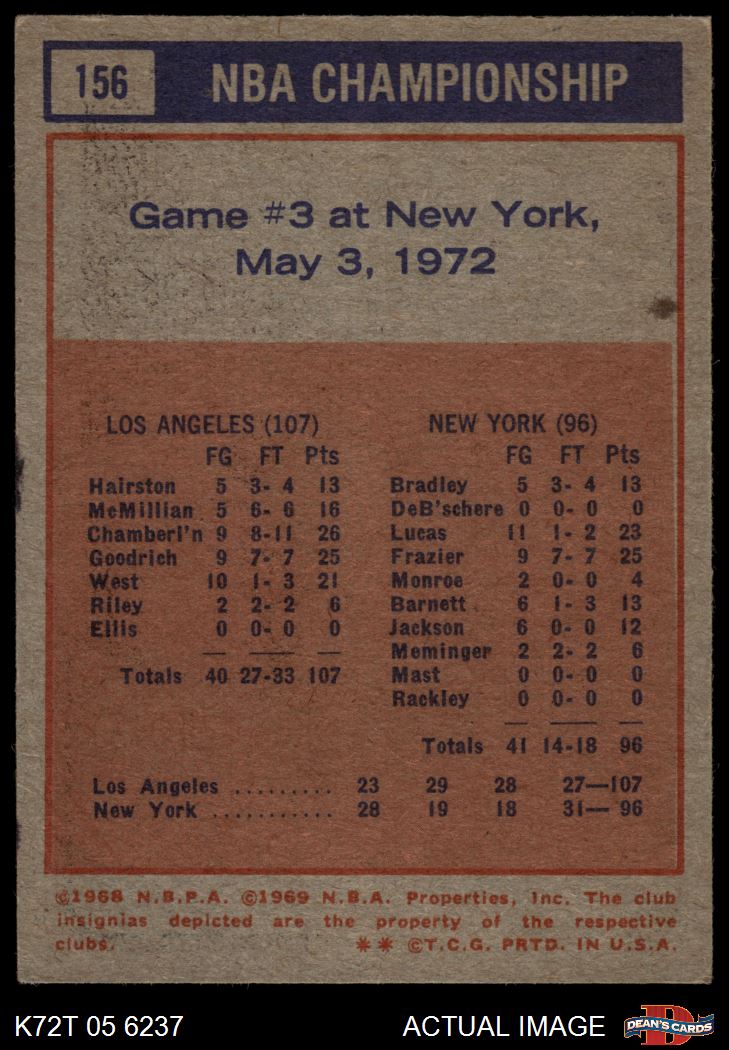 156 NBA CHAMPIONSHIP
Game #3 at New York,
May 3, 1972
LOS ANGELES (107)
FG FT Pts
Hairston 5 3- 4 13
McMillian 5 6- 6 16
Chamberl'n 9 8-11 26
Goodrich 9 7- 7 25
West 10 1- 3 21
Riley 2 2- 2 6
Ellis 0 0- 0 0
Totals 40 27-33 107
NEW YORK (96)
FG FT Pts
Bradley 5 3- 4 13
DeB'schere 0 0- 0 0
Lucas 11 1- 2 23
Frazier 9 7- 7 25
Monroe 2 0- 0 4
Barnett 6 1- 3 13
Jackson 6 0- 0 12
Meminger 2 2- 2 6
Mast 0 0- 0 0
Rackley 0 0- 0 0
Totals 41 14-18 96
Los Angeles ......... 23 29 28 27—107
New York ........... 28 19 18 31— 96
©1968 N.B.P.A. ©1969 N.B.A. Properties, Inc. The club
insignias depicted are the property of the respective
clubs. ** ©T.C.G. PRTD. IN U.S.A.
K72T 05 6237 ACTUAL IMAGE DEAN'S CARDS